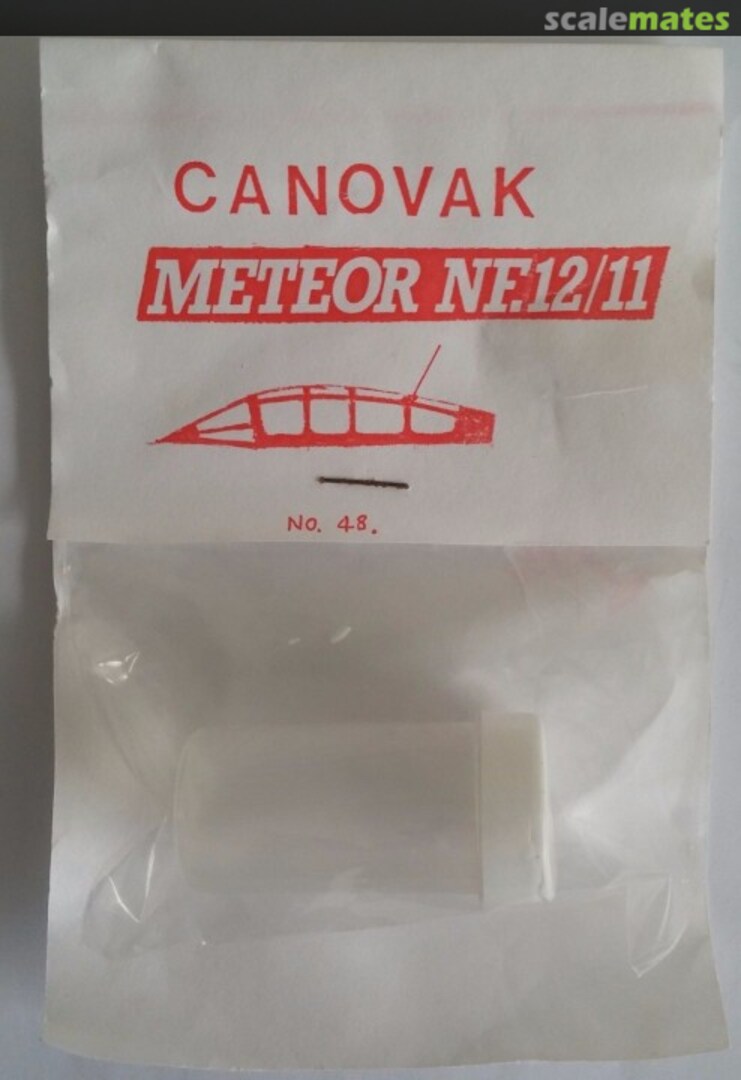 scalemates
CANOVAK
METEOR NF.12/11
No. 48.